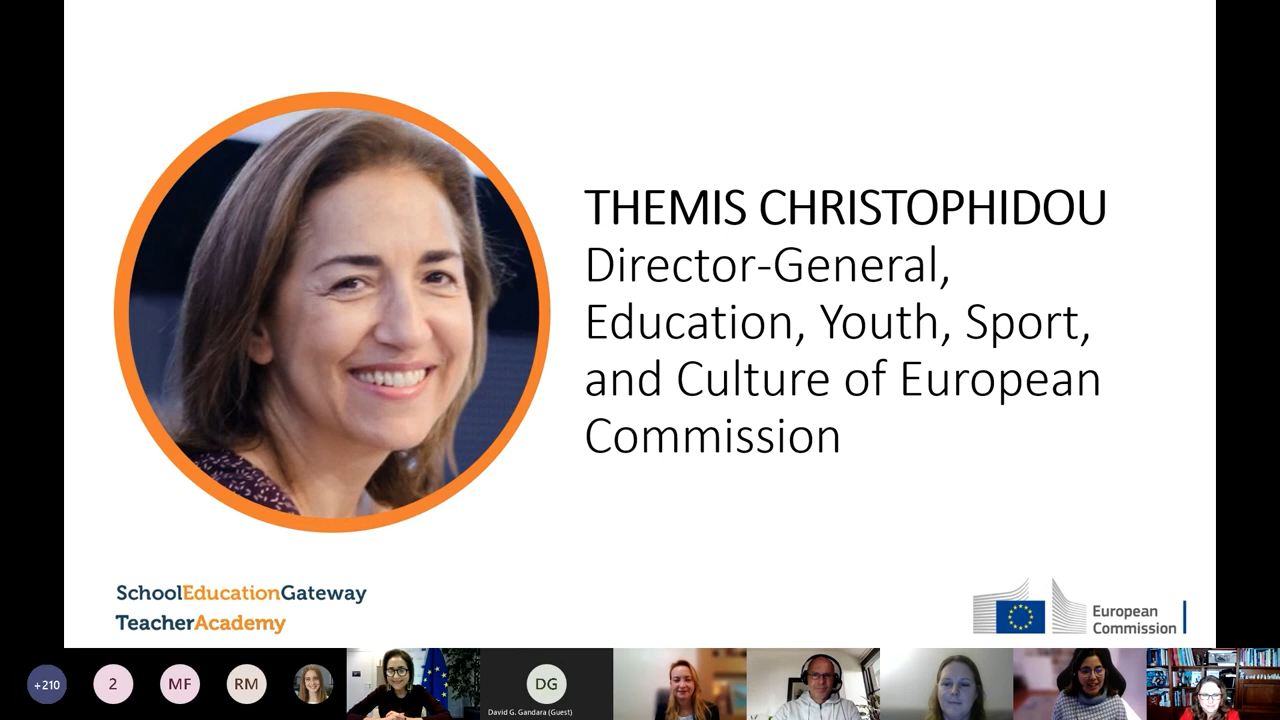 THEMIS CHRISTOPHIDOU
Director-General,
Education, Youth, Sport,
and Culture of European
Commission
SchoolEducationGateway
TeacherAcademy
European
Commission
+210
2
MF
RM
DG
David G. Gandara (Guest)